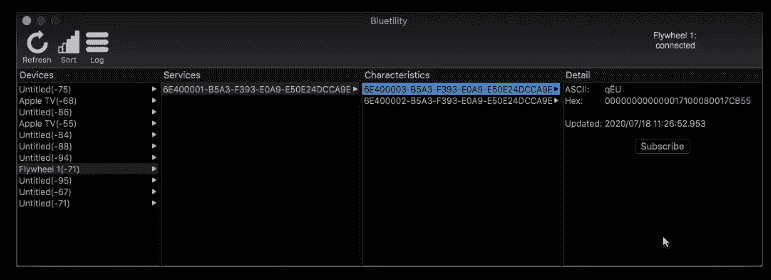 Bluetility
Refresh Sort Log
Flywheel 1:
connected
Devices Services Characteristics Detail
Untitled(-75) 6E400001-B5A3-F393-E0A9-E50E24DCCA9E 6E400003-B5A3-F393-E0A9-E50E24DCCA9E ASCII: qËU
Apple TV(-68) 6E400002-B5A3-F393-E0A9-E50E24DCCA9E Hex:
Untitled(-86)
Apple TV(-55) Updated: 2020/07/18 11:26:52.953
Untitled(-84)
Untitled(-88) Subscribe
Untitled(-94)
Flywheel 1(-71)
Untitled(-95)
Untitled(-67)
Untitled(-71)